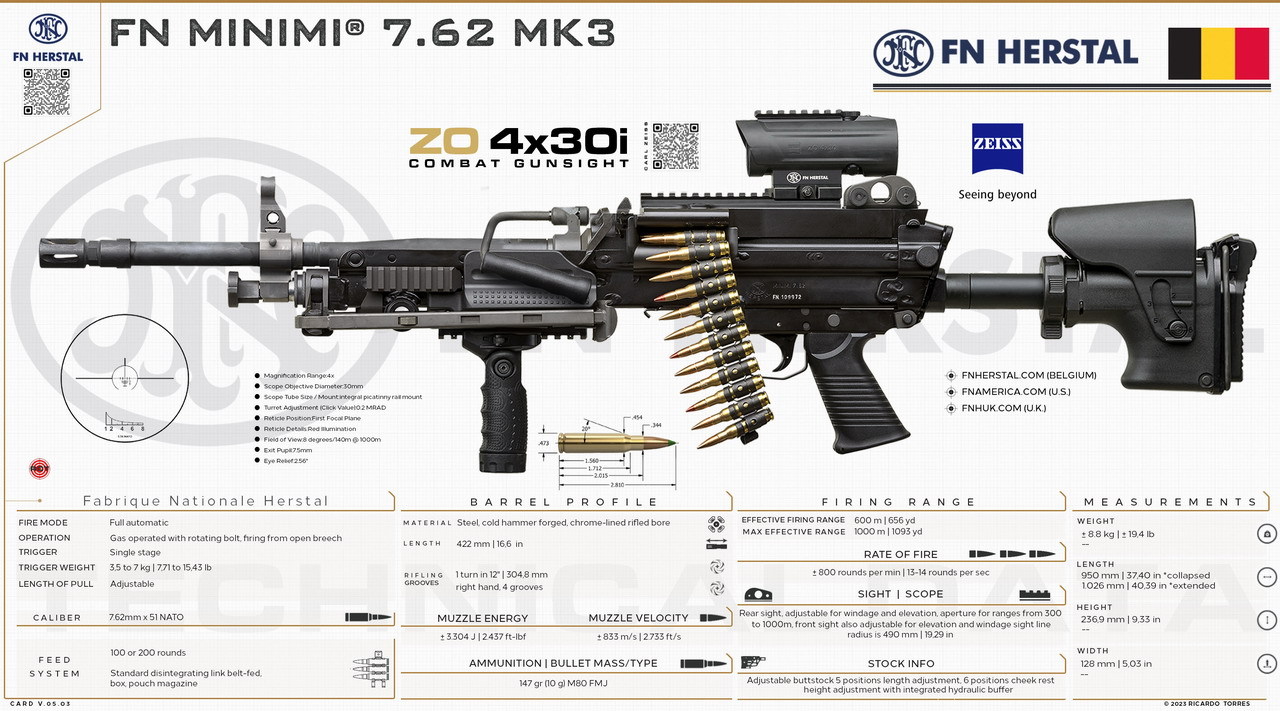 FN HERSTAL
FN MINIMI® 7.62 MK3
FN HERSTAL
ZO 4x30i
COMBAT GUNSIGHT
CARL ZEISS
ZEISS
Seeing beyond
FN HERSTAL
FN 109972
1 2 4 6 8
Magnification Range:4x
Scope Objective Diameter:30mm
Scope Tube Size / Mount:integral picatinny rail mount
Turret Adjustment (Click Value):0.2 MRAD
Reticle Position:First Focal Plane
Reticle Details:Red Illumination
Field of View:8 degrees/140m @ 1000m
Exit Pupil:7.5mm
Eye Relief:2.56"
.454
20°
.344
.473
1.560
1.712
2.015
2.810
FNHERSTAL.COM (BELGIUM)
FNAMERICA.COM (U.S.)
FNHUK.COM (U.K.)
Fabrique Nationale Herstal
FIRE MODE Full automatic
OPERATION Gas operated with rotating bolt, firing from open breech
TRIGGER Single stage
TRIGGER WEIGHT 3.5 to 7 kg | 7.71 to 15.43 lb
LENGTH OF PULL Adjustable
CALIBER 7.62mm x 51 NATO
FEED SYSTEM
100 or 200 rounds
Standard disintegrating link belt-fed,
box, pouch magazine
BARREL PROFILE
MATERIAL Steel, cold hammer forged, chrome-lined rifled bore
LENGTH 422 mm | 16,6 in
RIFLING GROOVES
1 turn in 12" | 304,8 mm
right hand, 4 grooves
MUZZLE ENERGY
± 3.304 J | 2.437 ft-lbf
MUZZLE VELOCITY
± 833 m/s | 2.733 ft/s
AMMUNITION | BULLET MASS/TYPE
147 gr (10 g) M80 FMJ
FIRING RANGE
EFFECTIVE FIRING RANGE 600 m | 656 yd
MAX EFFECTIVE RANGE 1000 m | 1093 yd
RATE OF FIRE
± 800 rounds per min | 13-14 rounds per sec
SIGHT | SCOPE
Rear sight, adjustable for windage and elevation, aperture for ranges from 300
to 1000m, front sight also adjustable for elevation and windage sight line
radius is 490 mm | 19.29 in
STOCK INFO
Adjustable buttstock 5 positions length adjustment, 6 positions cheek rest
height adjustment with integrated hydraulic buffer
MEASUREMENTS
WEIGHT
± 8.8 kg | ± 19,4 lb
--
LENGTH
950 mm | 37,40 in *collapsed
1.026 mm | 40,39 in *extended
HEIGHT
236.9 mm | 9,33 in
--
WIDTH
128 mm | 5,03 in
--
CARD V.05.03
© 2023 RICARDO TORRES